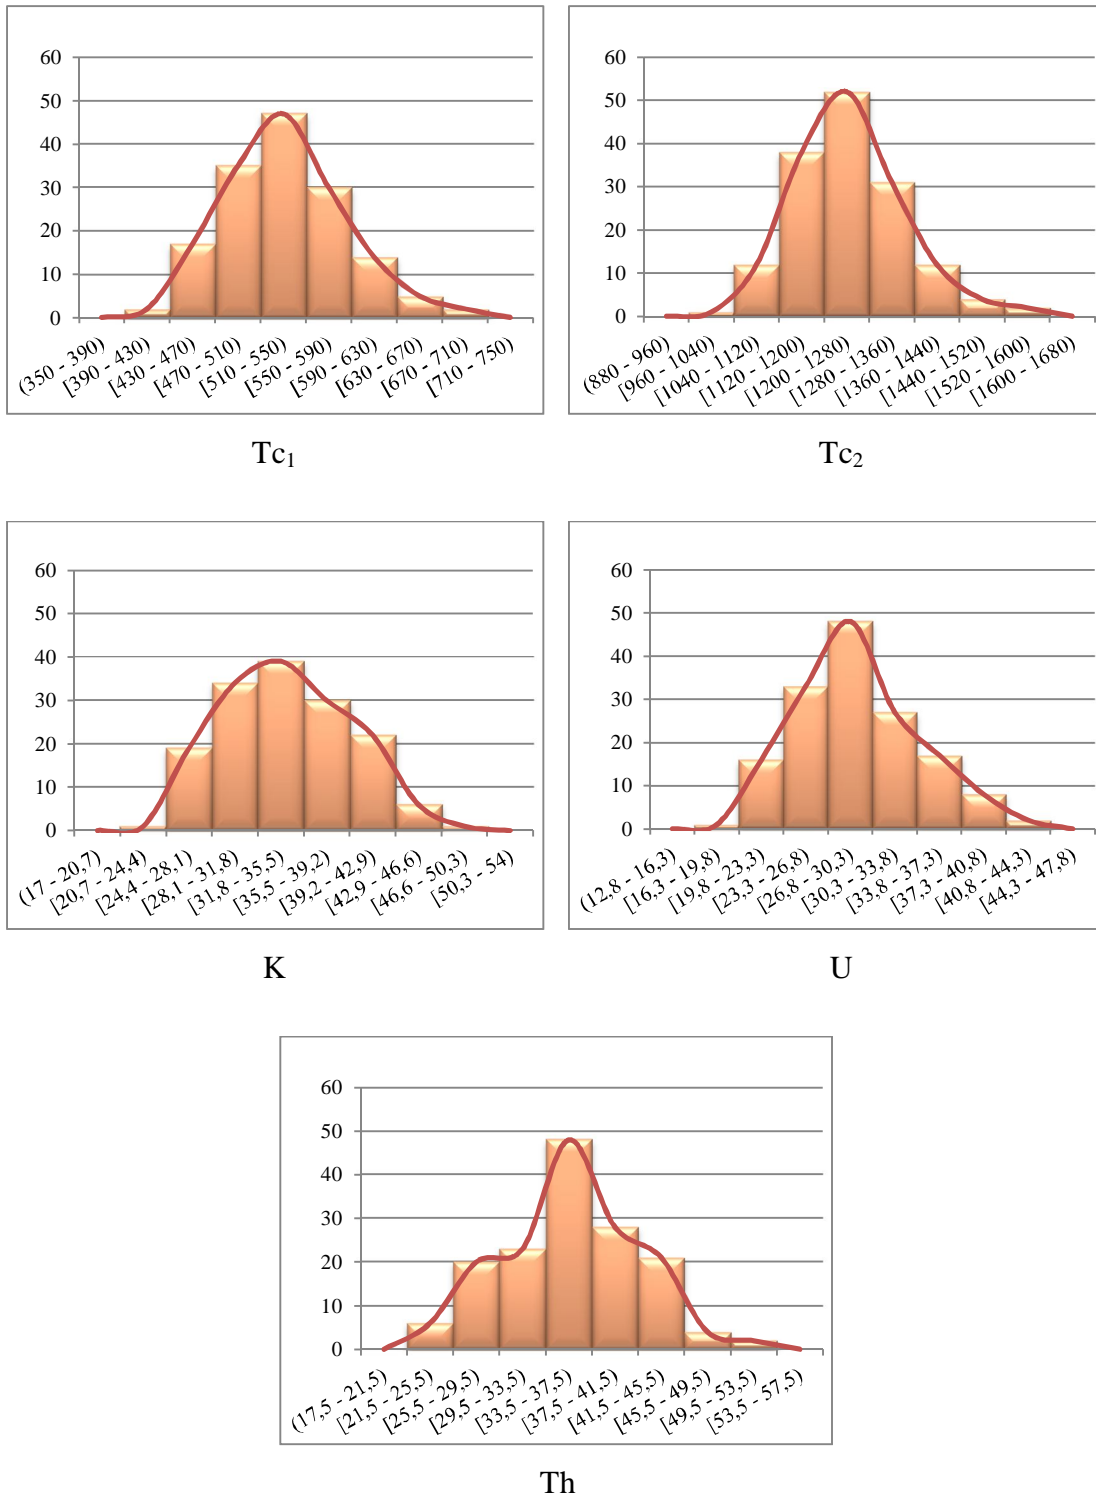 60
50
40
30
20
10
0
(350 - 390)
[390 - 430)
[430 - 470)
[470 - 510)
[510 - 550)
[550 - 590)
[590 - 630)
[630 - 670)
[670 - 710)
[710 - 750)
Tc₁
60
50
40
30
20
10
0
(880 - 960)
[960 - 1040)
[1040 - 1120)
[1120 - 1200)
[1200 - 1280)
[1280 - 1360)
[1360 - 1440)
[1440 - 1520)
[1520 - 1600)
[1600 - 1680)
Tc₂
60
50
40
30
20
10
0
(17 - 20,7)
[20,7 - 24,4)
[24,4 - 28,1)
[28,1 - 31,8)
[31,8 - 35,5)
[35,5 - 39,2)
[39,2 - 42,9)
[42,9 - 46,6)
[46,6 - 50,3)
[50,3 - 54)
K
60
50
40
30
20
10
0
(12,8 - 16,3)
[16,3 - 19,8)
[19,8 - 23,3)
[23,3 - 26,8)
[26,8 - 30,3)
[30,3 - 33,8)
[33,8 - 37,3)
[37,3 - 40,8)
[40,8 - 44,3)
[44,3 - 47,8)
U
60
50
40
30
20
10
0
(17,5 - 21,5)
[21,5 - 25,5)
[25,5 - 29,5)
[29,5 - 33,5)
[33,5 - 37,5)
[37,5 - 41,5)
[41,5 - 45,5)
[45,5 - 49,5)
[49,5 - 53,5)
[53,5 - 57,5)
Th